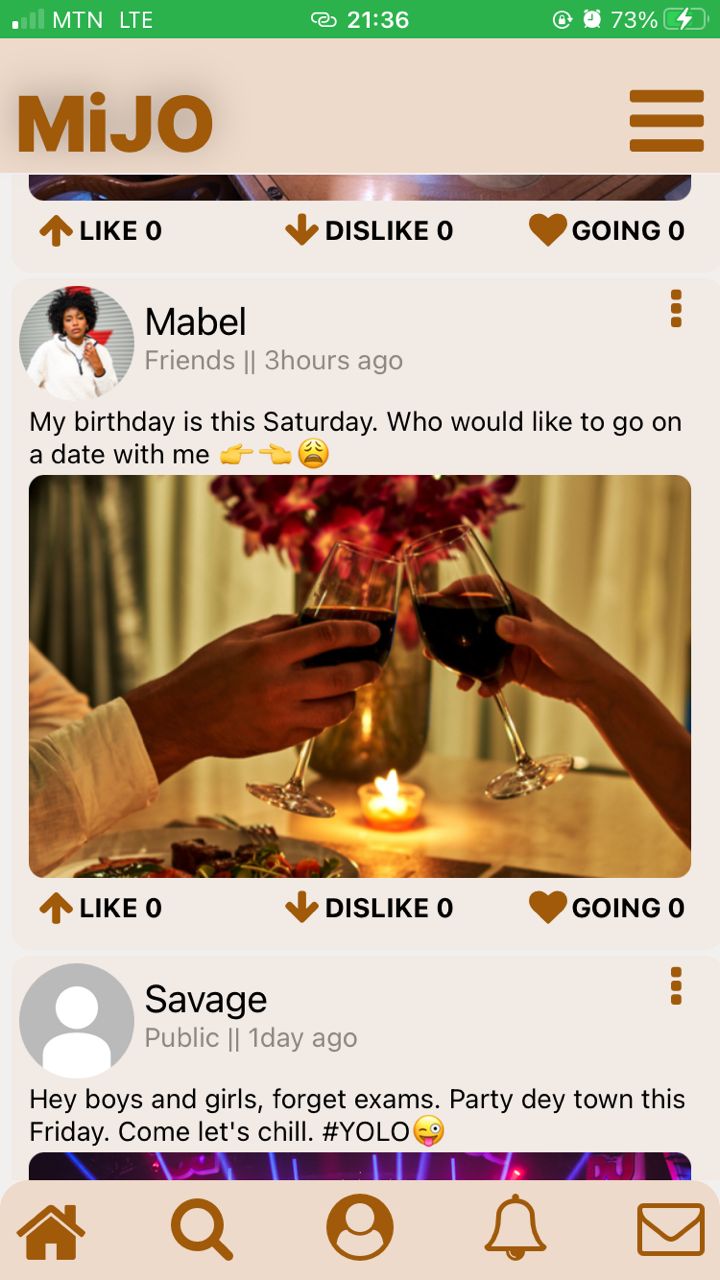 MTN LTE 21:36 73%
MiJO
LIKE 0 DISLIKE 0 GOING 0
Mabel
Friends || 3hours ago
My birthday is this Saturday. Who would like to go on
a date with me 👉👈😩
LIKE 0 DISLIKE 0 GOING 0
Savage
Public || 1day ago
Hey boys and girls, forget exams. Party dey town this
Friday. Come let's chill. #YOLO😜